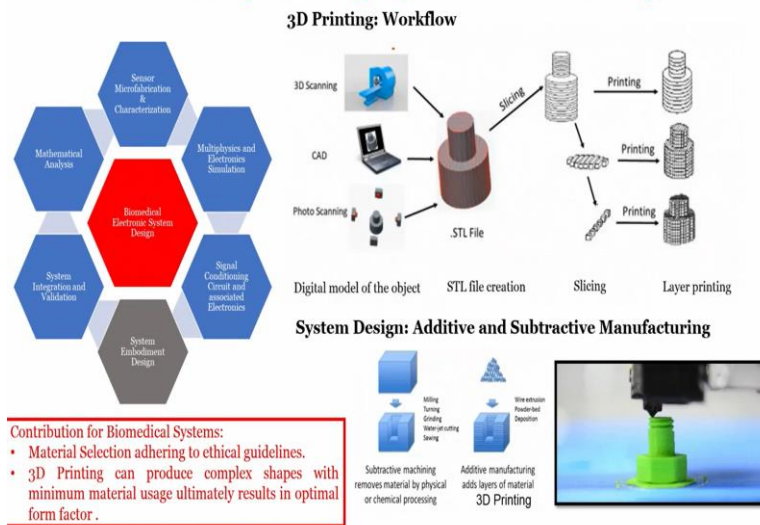 3D Printing: Workflow
Sensor
Microfabrication
&
Characterization
Mathematical
Analysis
Multiphysics and
Electronics
Simulation
Biomedical
Electronic System
Design
System
Integration and
Validation
Signal
Conditioning
Circuit and
associated
Electronics
System
Embodiment
Design
3D Scanning
CAD
Photo Scanning
.STL File
Slicing
Printing
Printing
Printing
Digital model of the object
STL file creation
Slicing
Layer printing
System Design: Additive and Subtractive Manufacturing
Milling
Turning
Grinding
Water-jet cutting
Sawing
Wire extrusion
Powder-bed
Deposition
Subtractive machining
removes material by physical
or chemical processing
Additive manufacturing
adds layers of material
3D Printing
Contribution for Biomedical Systems:
• Material Selection adhering to ethical guidelines.
• 3D Printing can produce complex shapes with
minimum material usage ultimately results in optimal
form factor .